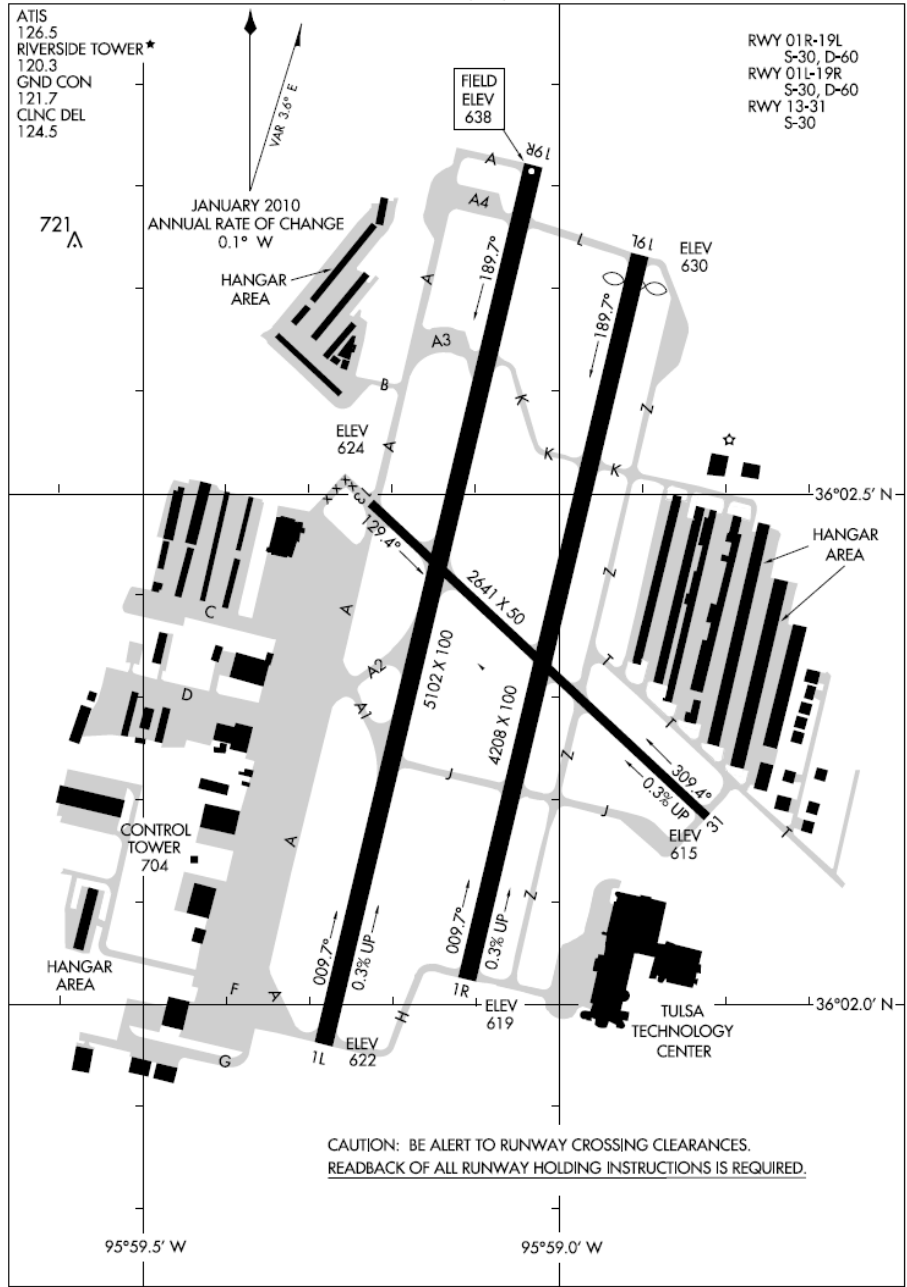 ATIS
126.5
RIVERSIDE TOWER★
120.3
GND CON
121.7
CLNC DEL
124.5
VAR 3.6° E
JANUARY 2010
ANNUAL RATE OF CHANGE
0.1° W
FIELD
ELEV
638
RWY 01R-19L
S-30, D-60
RWY 01L-19R
S-30, D-60
RWY 13-31
S-30
721
HANGAR
AREA
A
19R
A4
L
19L
ELEV
630
A
189.7°
189.7°
A3
B
K
Z
ELEV
624
A
K
K
36°02.5' N
13
129.4°
HANGAR
AREA
2641 X 50
Z
C
A
A2
T
D
A1
5102 X 100
T
4208 X 100
J
Z
309.4°
0.3% UP
J
31
T
ELEV
615
CONTROL
TOWER
704
A
Z
009.7°
0.3% UP
009.7°
0.3% UP
HANGAR
AREA
F
A
H
1R
ELEV
619
36°02.0' N
TULSA
TECHNOLOGY
CENTER
G
1L
ELEV
622
CAUTION: BE ALERT TO RUNWAY CROSSING CLEARANCES.
READBACK OF ALL RUNWAY HOLDING INSTRUCTIONS IS REQUIRED.
95°59.5' W
95°59.0' W